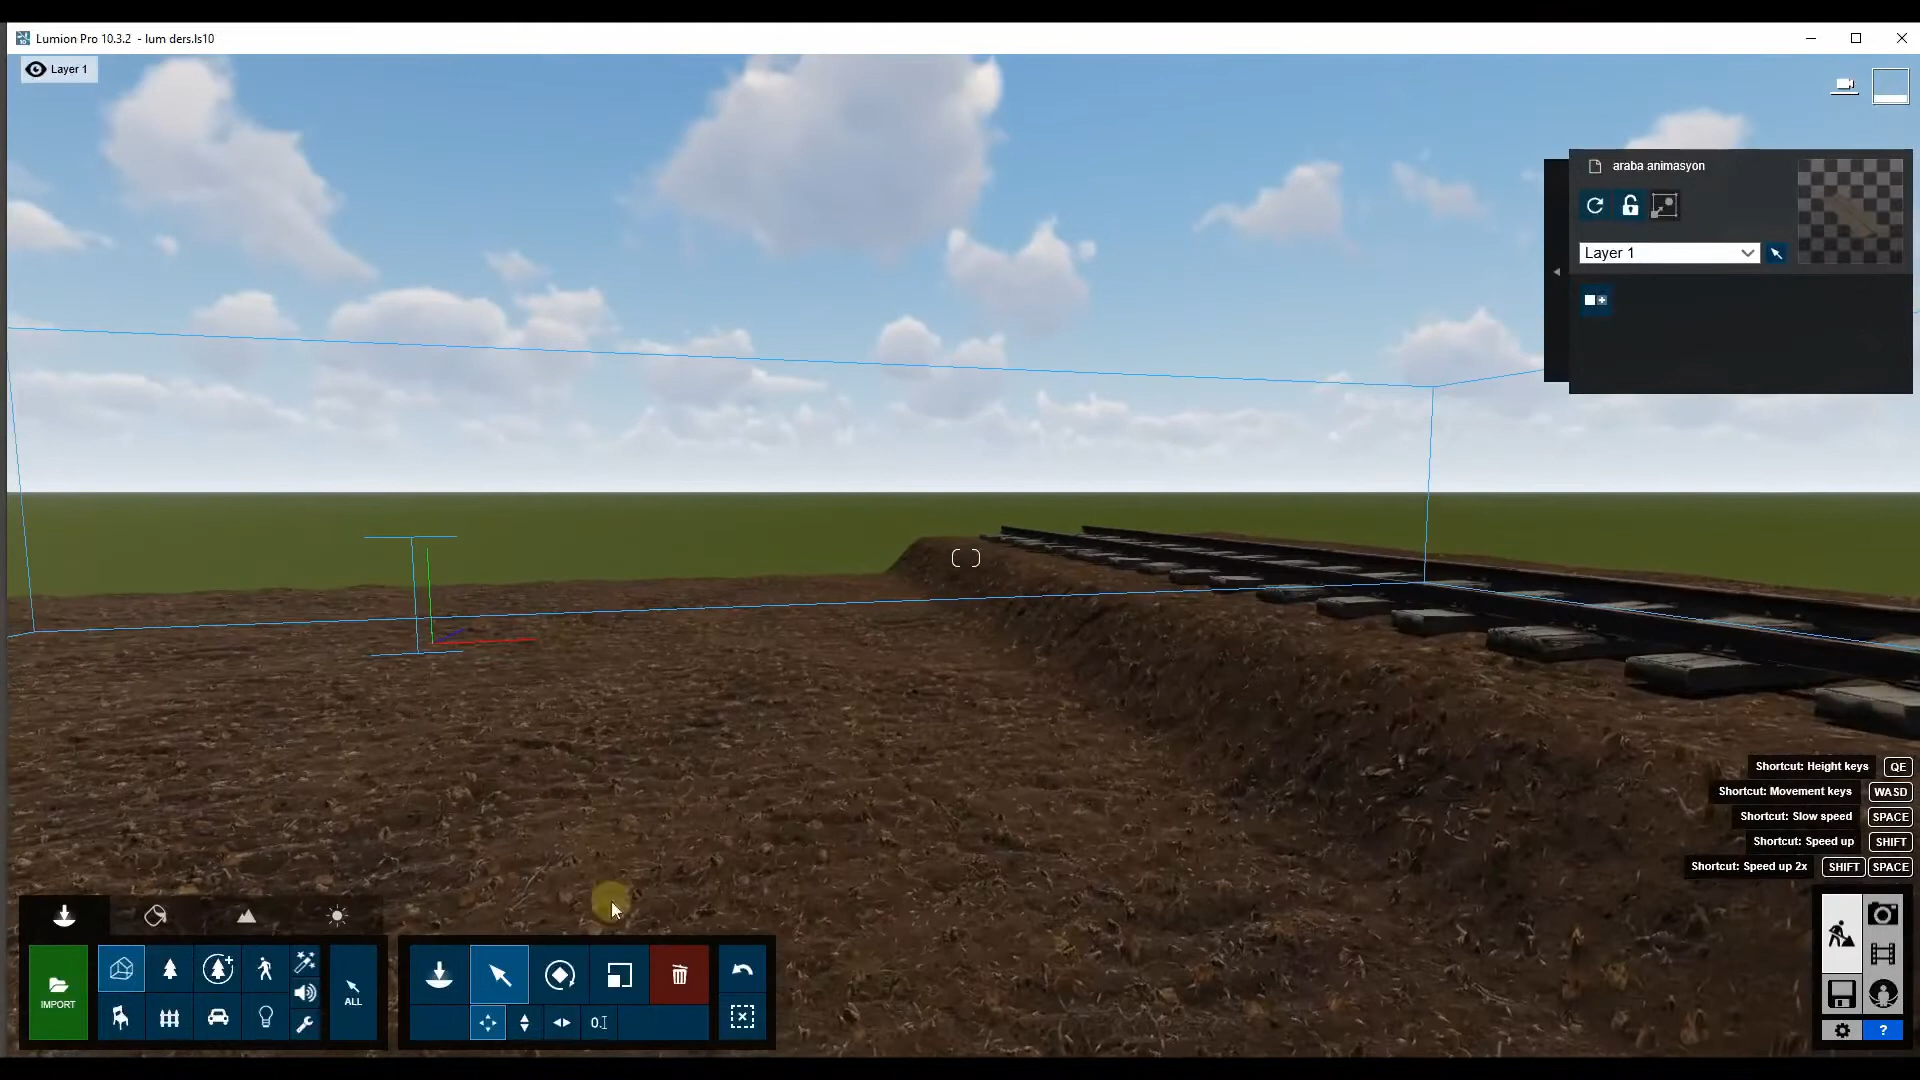 Lumion Pro 10.3.2 - lum ders.ls10
Layer 1
araba animasyon
Layer 1
Shortcut: Height keys QE
Shortcut: Movement keys WASD
Shortcut: Slow speed SPACE
Shortcut: Speed up SHIFT
Shortcut: Speed up 2x SHIFT SPACE
IMPORT
ALL
?